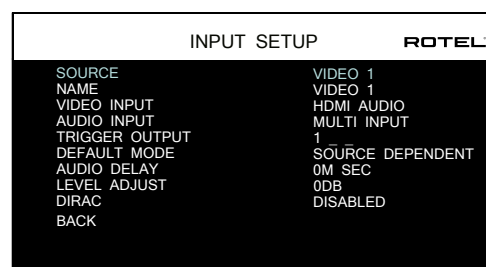 INPUT SETUP ROTEL
SOURCE VIDEO 1
NAME VIDEO 1
VIDEO INPUT HDMI AUDIO
AUDIO INPUT MULTI INPUT
TRIGGER OUTPUT 1 _ _
DEFAULT MODE SOURCE DEPENDENT
AUDIO DELAY 0M SEC
LEVEL ADJUST 0DB
DIRAC DISABLED
BACK